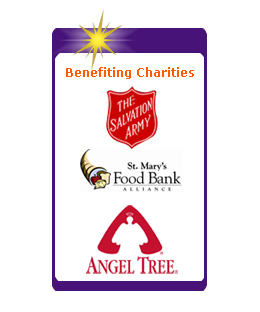 Benefiting Charities
THE
SALVATION
ARMY
St. Mary's
Food Bank
ALLIANCE
ANGEL TREE®